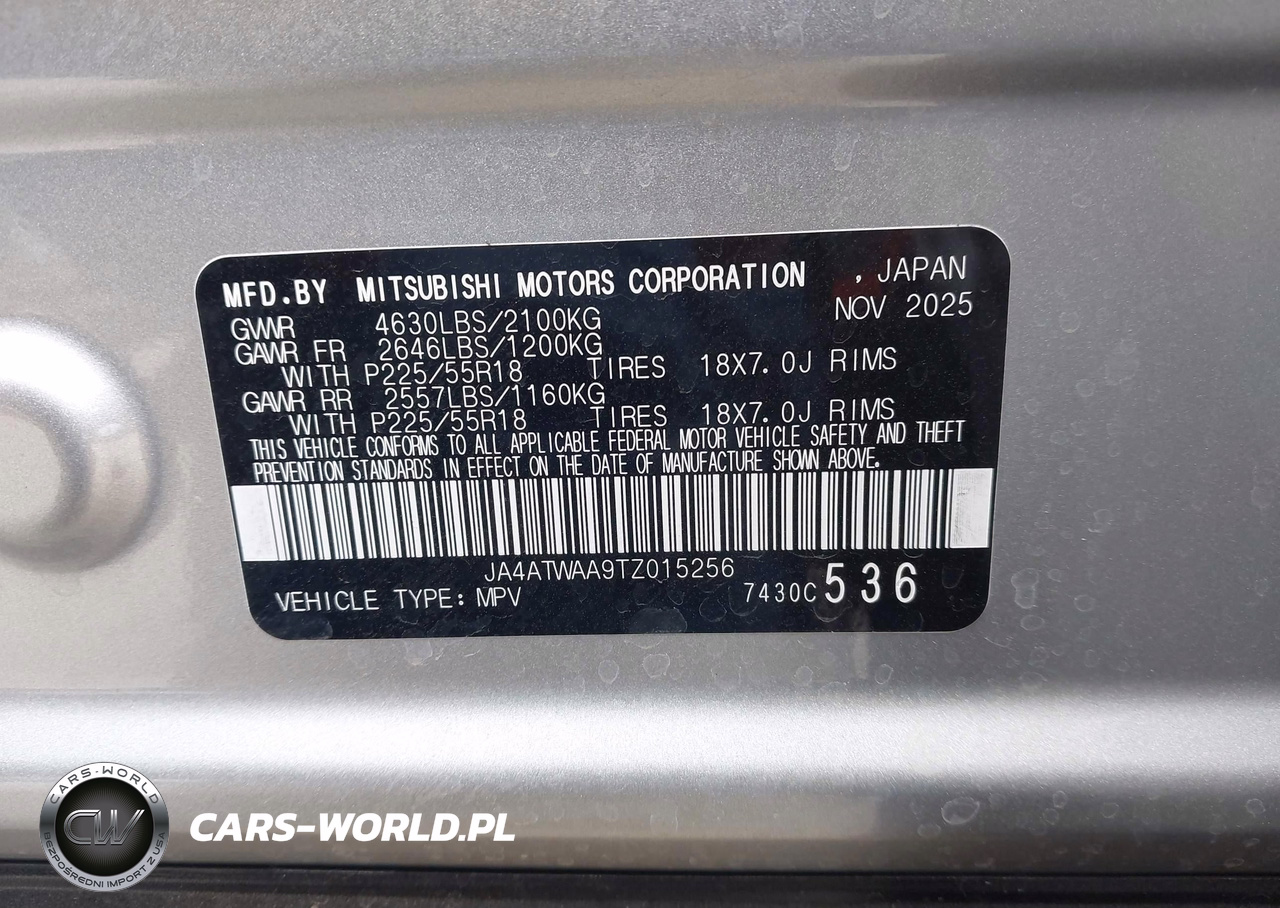 MFD.BY MITSUBISHI MOTORS CORPORATION , JAPAN
GVWR 4630LBS/2100KG NOV 2025
GAWR FR 2646LBS/1200KG
WITH P225/55R18 TIRES 18X7.0J RIMS
GAWR RR 2557LBS/1160KG
WITH P225/55R18 TIRES 18X7.0J RIMS
THIS VEHICLE CONFORMS TO ALL APPLICABLE FEDERAL MOTOR VEHICLE SAFETY AND THEFT
PREVENTION STANDARDS IN EFFECT ON THE DATE OF MANUFACTURE SHOWN ABOVE.
JA4ATWAA9TZ015256
VEHICLE TYPE: MPV 7430C 536
CARS-WORLD
CW
BEZPOŚREDNI IMPORT Z USA
CARS-WORLD.PL